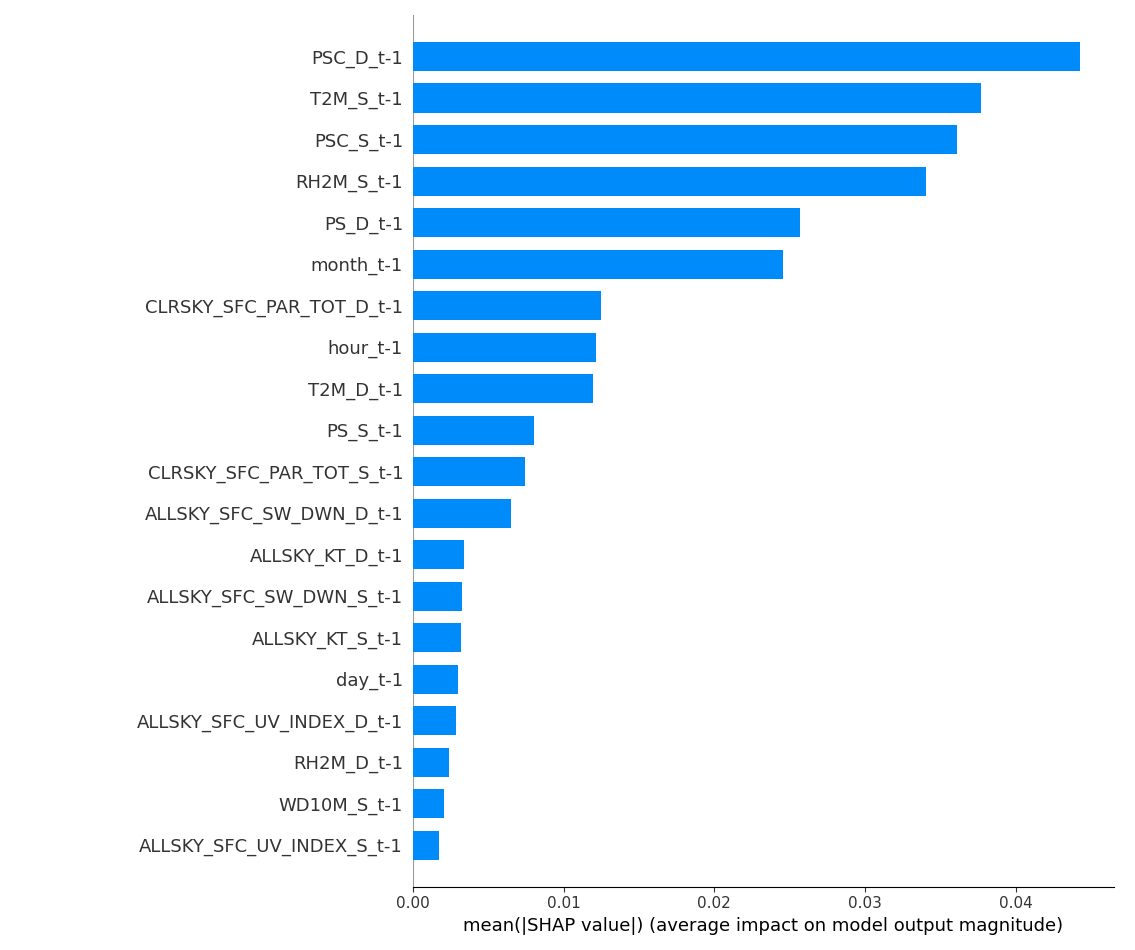 PSC_D_t-1
T2M_S_t-1
PSC_S_t-1
RH2M_S_t-1
PS_D_t-1
month_t-1
CLRSKY_SFC_PAR_TOT_D_t-1
hour_t-1
T2M_D_t-1
PS_S_t-1
CLRSKY_SFC_PAR_TOT_S_t-1
ALLSKY_SFC_SW_DWN_D_t-1
ALLSKY_KT_D_t-1
ALLSKY_SFC_SW_DWN_S_t-1
ALLSKY_KT_S_t-1
day_t-1
ALLSKY_SFC_UV_INDEX_D_t-1
RH2M_D_t-1
WD10M_S_t-1
ALLSKY_SFC_UV_INDEX_S_t-1
0.00 0.01 0.02 0.03 0.04
mean(|SHAP value|) (average impact on model output magnitude)